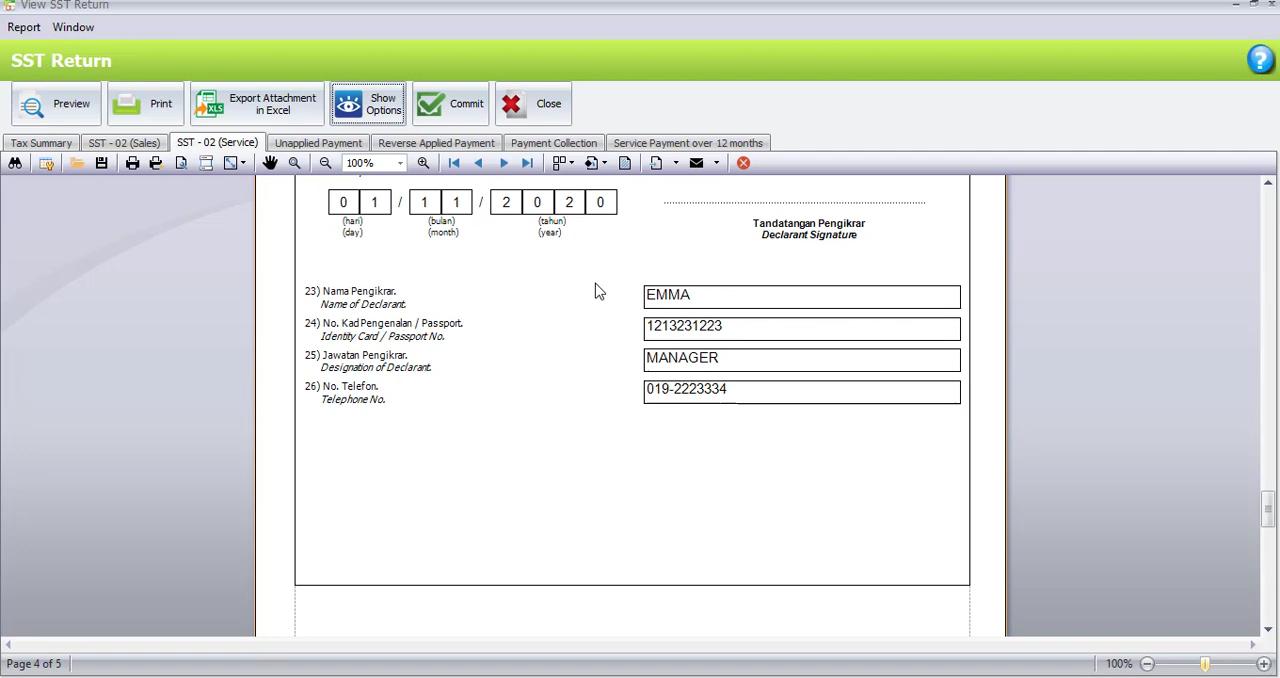 View SST Return
Report Window
SST Return
Preview
Print
Export Attachment
in Excel
Show
Options
Commit
Close
Tax Summary
SST - 02 (Sales)
SST - 02 (Service)
Unapplied Payment
Reverse Applied Payment
Payment Collection
Service Payment over 12 months
100%
0 1 / 1 1 / 2 0 2 0
(hari) (bulan) (tahun)
(day) (month) (year)
Tandatangan Pengikrar
Declarant Signature
23) Nama Pengikrar. EMMA
Name of Declarant.
24) No. Kad Pengenalan / Passport. 1213231223
Identity Card / Passport No.
25) Jawatan Pengikrar. MANAGER
Designation of Declarant.
26) No. Telefon. 019-2223334
Telephone No.
Page 4 of 5
100%